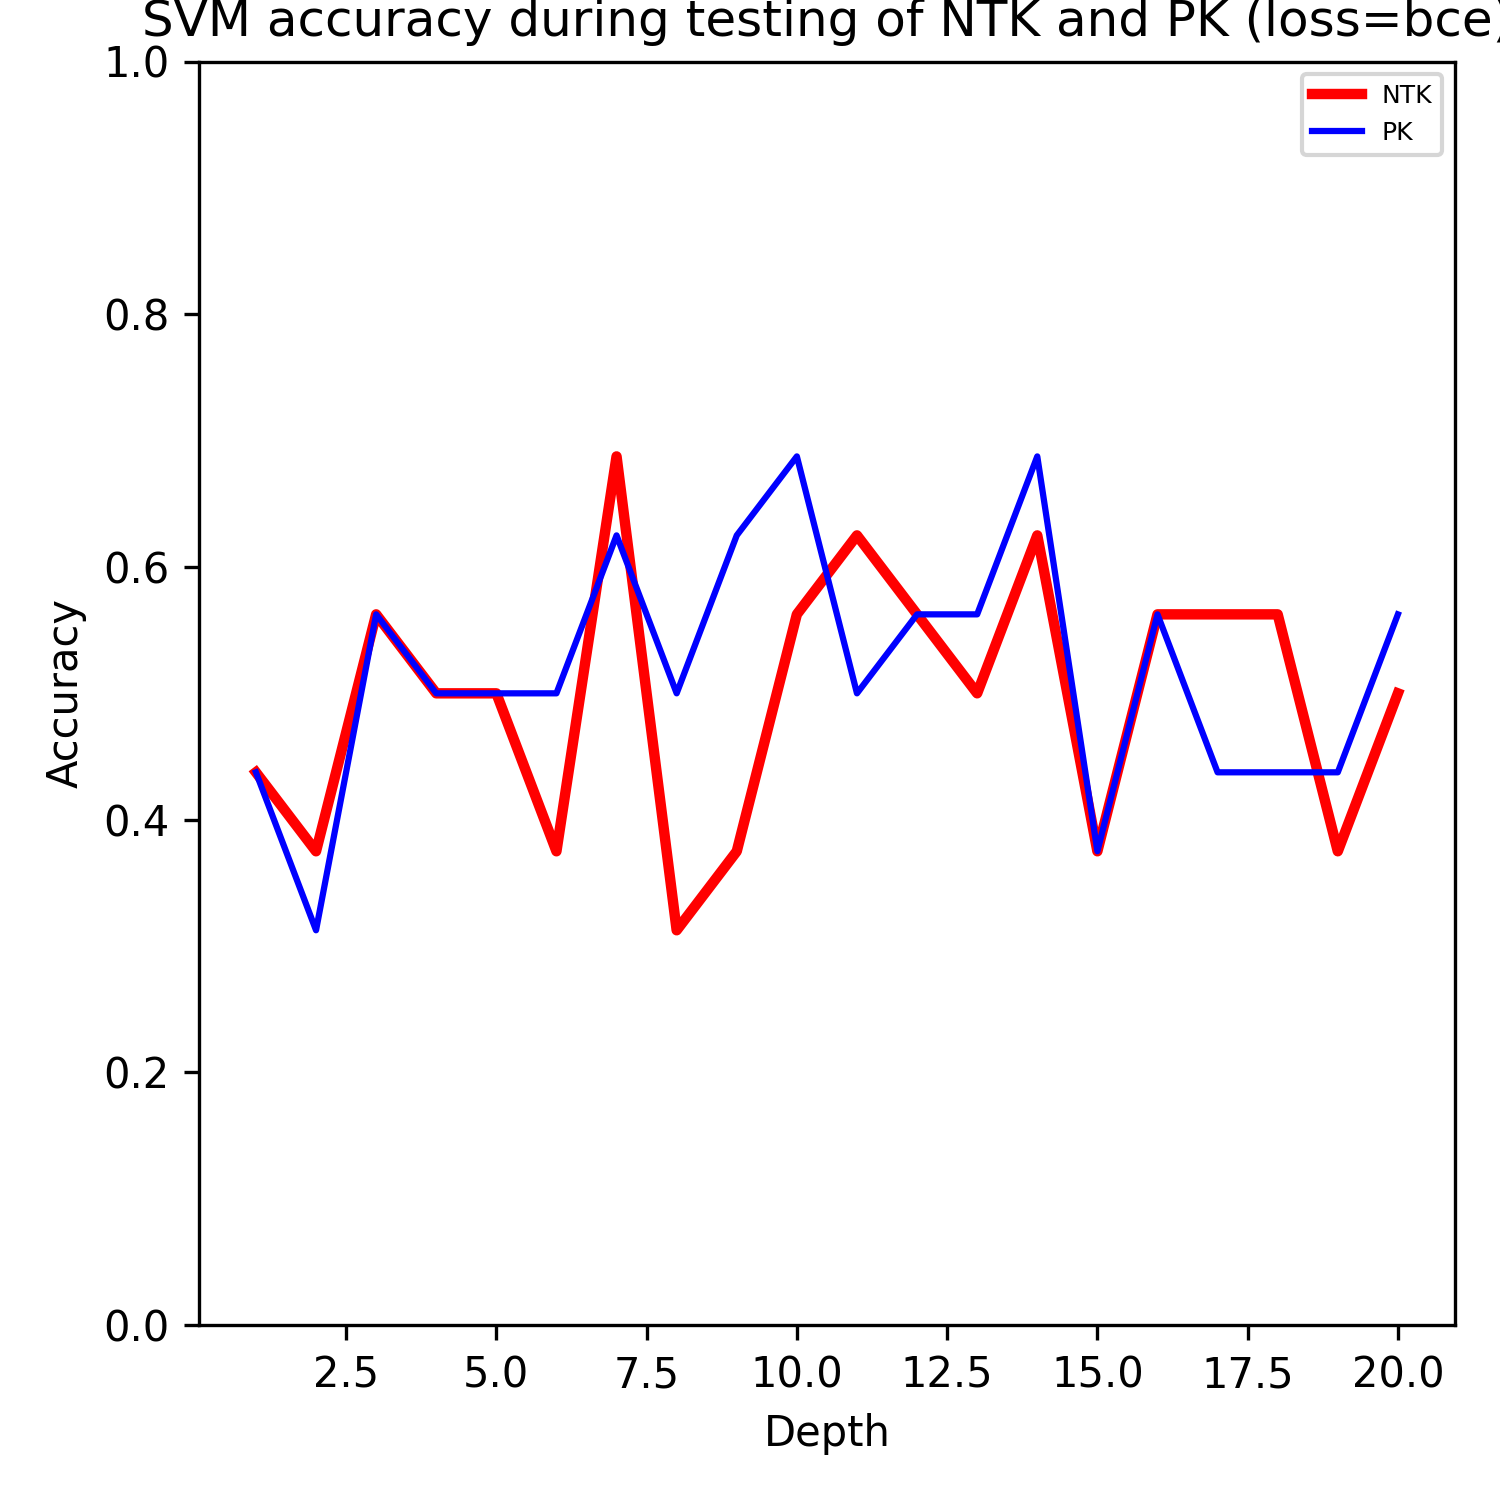 SVM accuracy during testing of NTK and PK (loss=bce)
NTK
PK
1.0
0.8
0.6
0.4
0.2
0.0
Accuracy
2.5 5.0 7.5 10.0 12.5 15.0 17.5 20.0
Depth